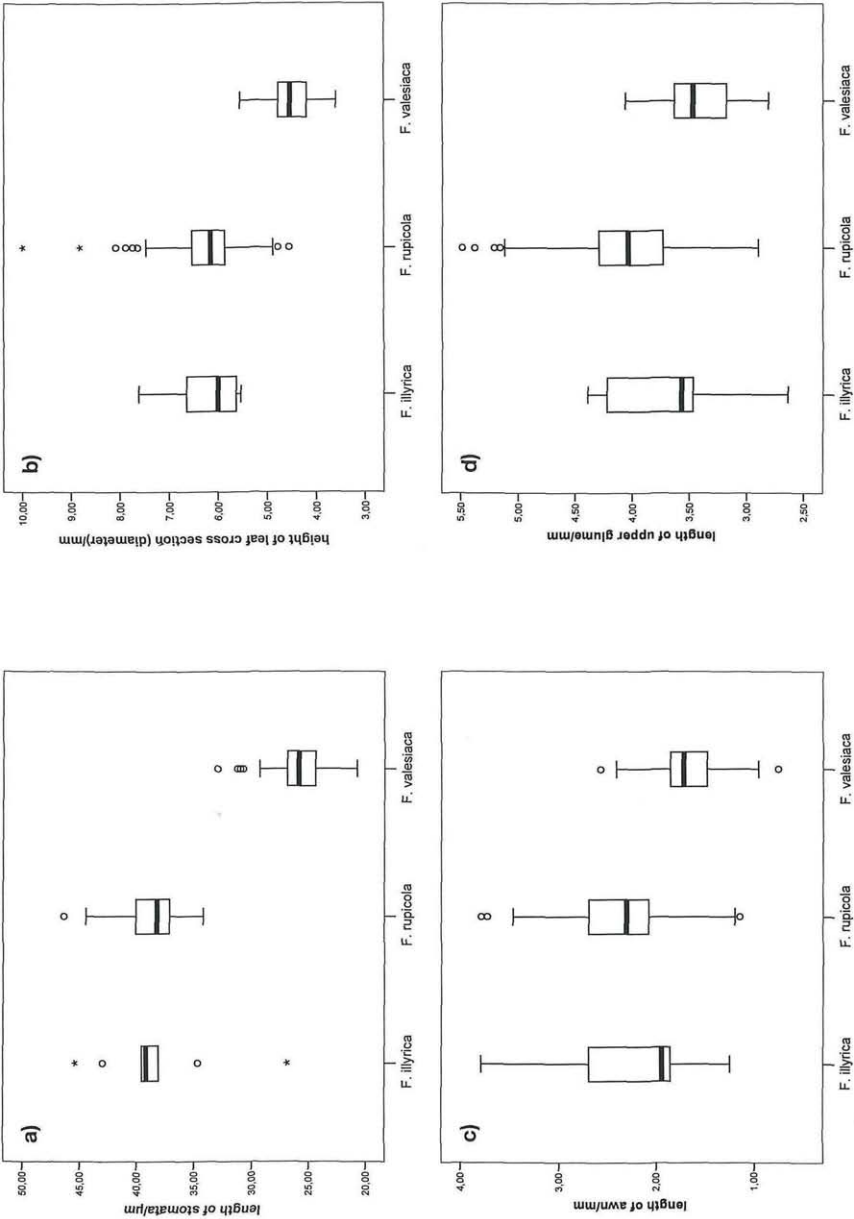 a)
length of stomata/µm
50,00
45,00
40,00
35,00
30,00
25,00
20,00
F. illyrica
F. rupicola
F. valesiaca
b)
height of leaf cross section (diameter)/mm
10,00
9,00
8,00
7,00
6,00
5,00
4,00
3,00
F. illyrica
F. rupicola
F. valesiaca
c)
length of awn/mm
4,00
3,00
2,00
1,00
F. illyrica
F. rupicola
F. valesiaca
d)
length of upper glume/mm
5,50
5,00
4,50
4,00
3,50
3,00
2,50
F. illyrica
F. rupicola
F. valesiaca